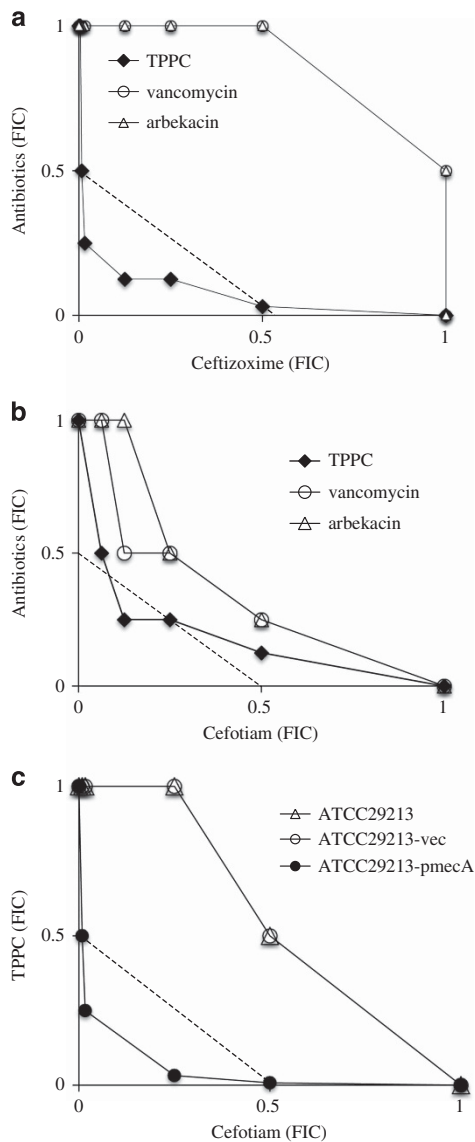 a
1
TPPC
vancomycin
arbekacin
Antibiotics (FIC)
0.5
0
0
0.5
1
Ceftizoxime (FIC)
b
1
TPPC
vancomycin
arbekacin
Antibiotics (FIC)
0.5
0
0
0.5
1
Cefotiam (FIC)
c
1
ATCC29213
ATCC29213-vec
ATCC29213-pmecA
TPPC (FIC)
0.5
0
0
0.5
1
Cefotiam (FIC)